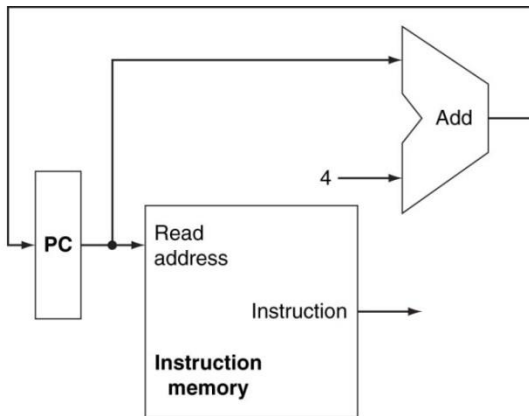 Add
4
PC
Read
address
Instruction
Instruction
memory